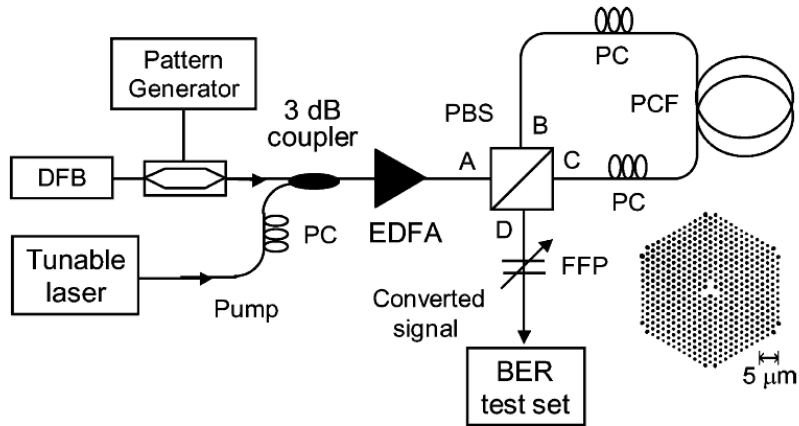 Pattern
Generator
3 dB
coupler
PC
PBS
B
PCF
DFB
A
C
PC
PC
EDFA
D
Tunable
laser
Pump
FFP
Converted
signal
5 μm
BER
test set